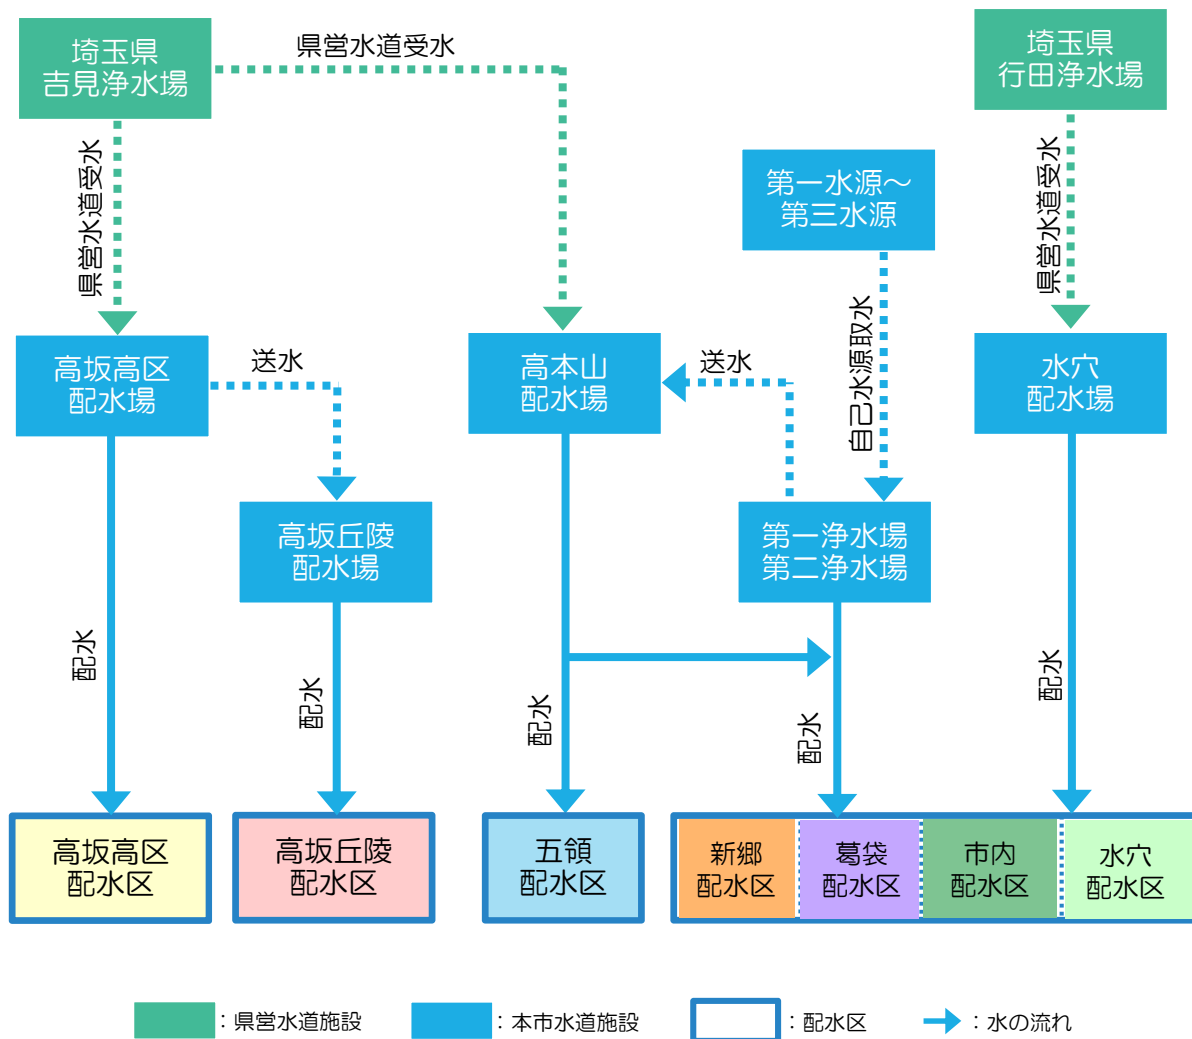 埼玉県
吉見浄水場
県営水道受水
埼玉県
行田浄水場
県営水道受水
第一水源～
第三水源
県営水道受水
自己水源取水
高坂高区
配水場
送水
高本山
配水場
送水
水穴
配水場
高坂丘陵
配水場
第一浄水場
第二浄水場
配水
配水
配水
配水
配水
高坂高区
配水区
高坂丘陵
配水区
五領
配水区
新郷
配水区
葛袋
配水区
市内
配水区
水穴
配水区
：県営水道施設
：本市水道施設
：配水区
：水の流れ